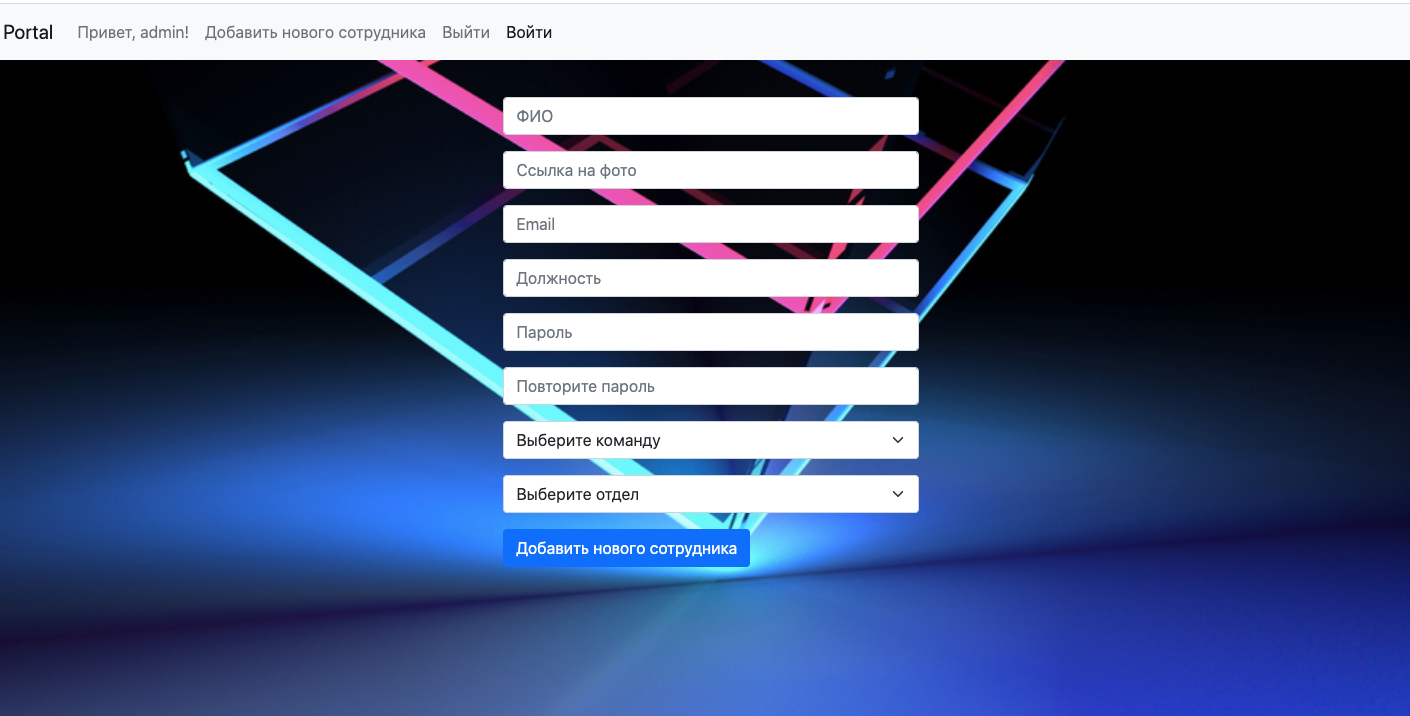 Portal Привет, admin! Добавить нового сотрудника Выйти Войти
ФИО
Ссылка на фото
Email
Должность
Пароль
Повторите пароль
Выберите команду
Выберите отдел
Добавить нового сотрудника